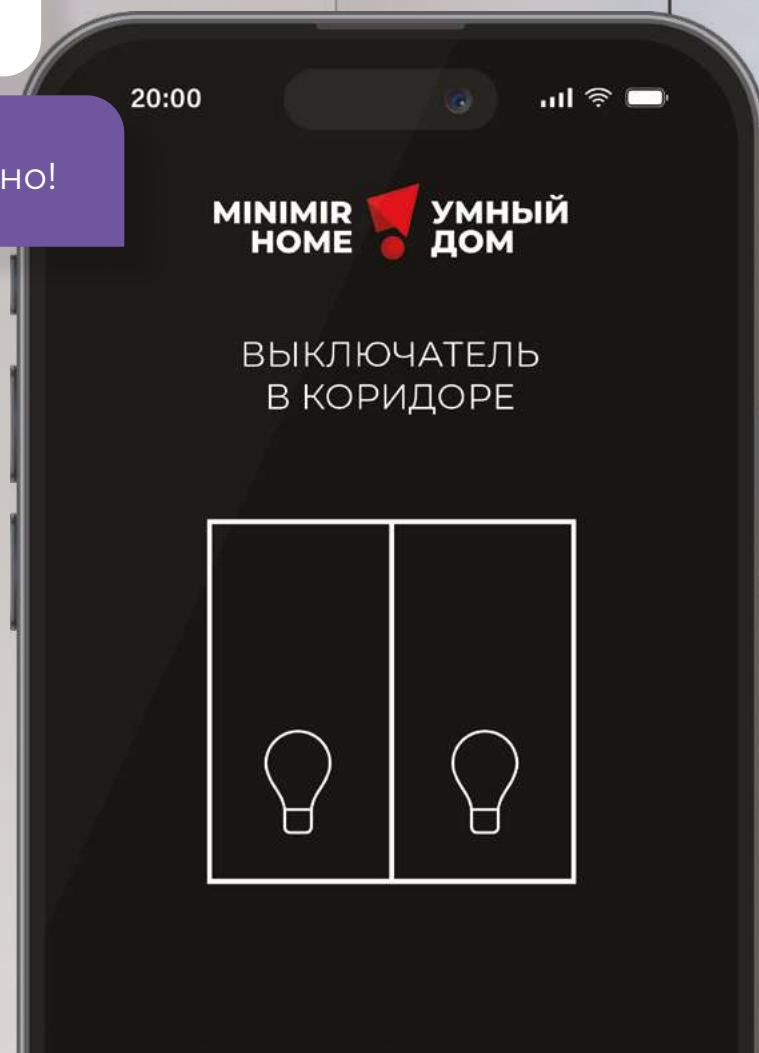 20:00
но!
MINIMIR
HOME
УМНЫЙ
ДОМ
ВЫКЛЮЧАТЕЛЬ
В КОРИДОРЕ